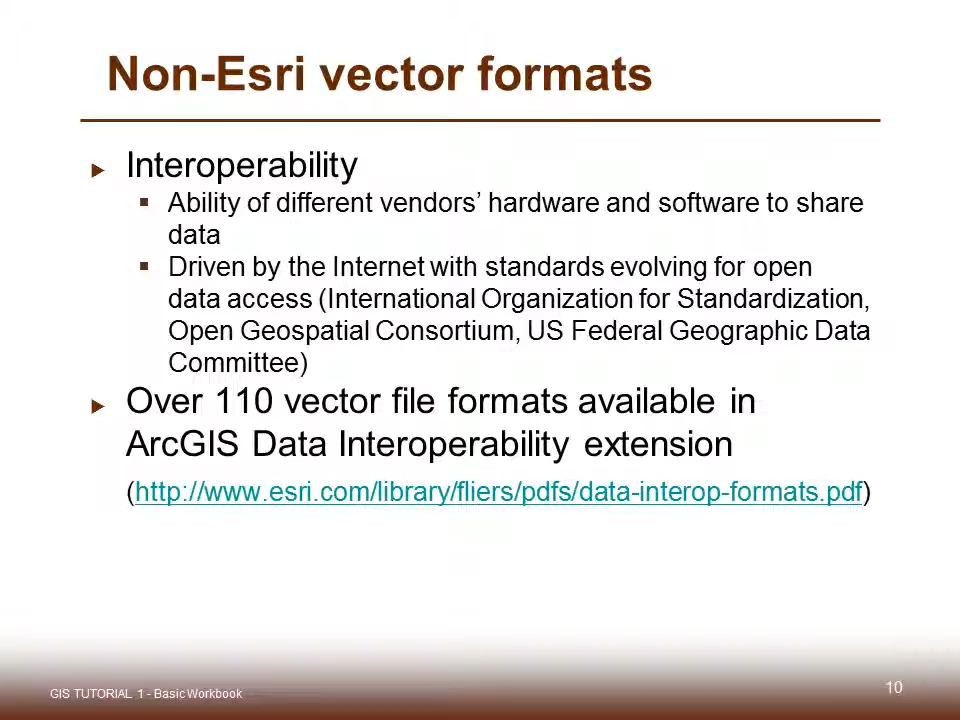 Non-Esri vector formats
Interoperability
Ability of different vendors’ hardware and software to share
data
Driven by the Internet with standards evolving for open
data access (International Organization for Standardization,
Open Geospatial Consortium, US Federal Geographic Data
Committee)
Over 110 vector file formats available in
ArcGIS Data Interoperability extension
(http://www.esri.com/library/fliers/pdfs/data-interop-formats.pdf)
GIS TUTORIAL 1 - Basic Workbook
10